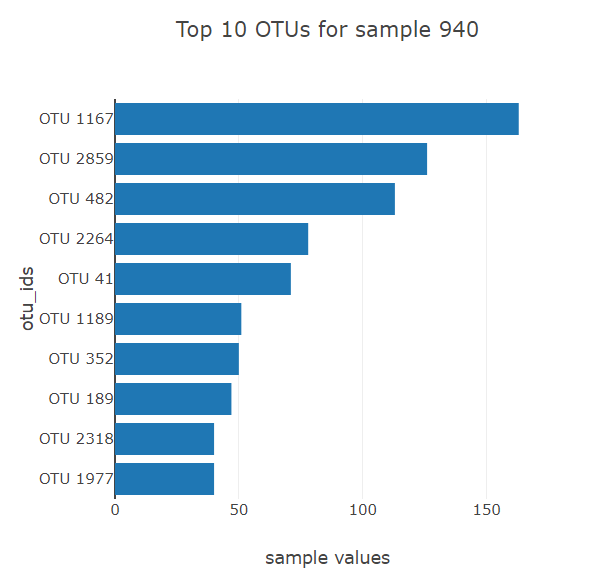 Top 10 OTUs for sample 940
otu_ids
OTU 1167
OTU 2859
OTU 482
OTU 2264
OTU 41
OTU 1189
OTU 352
OTU 189
OTU 2318
OTU 1977
0 50 100 150
sample values